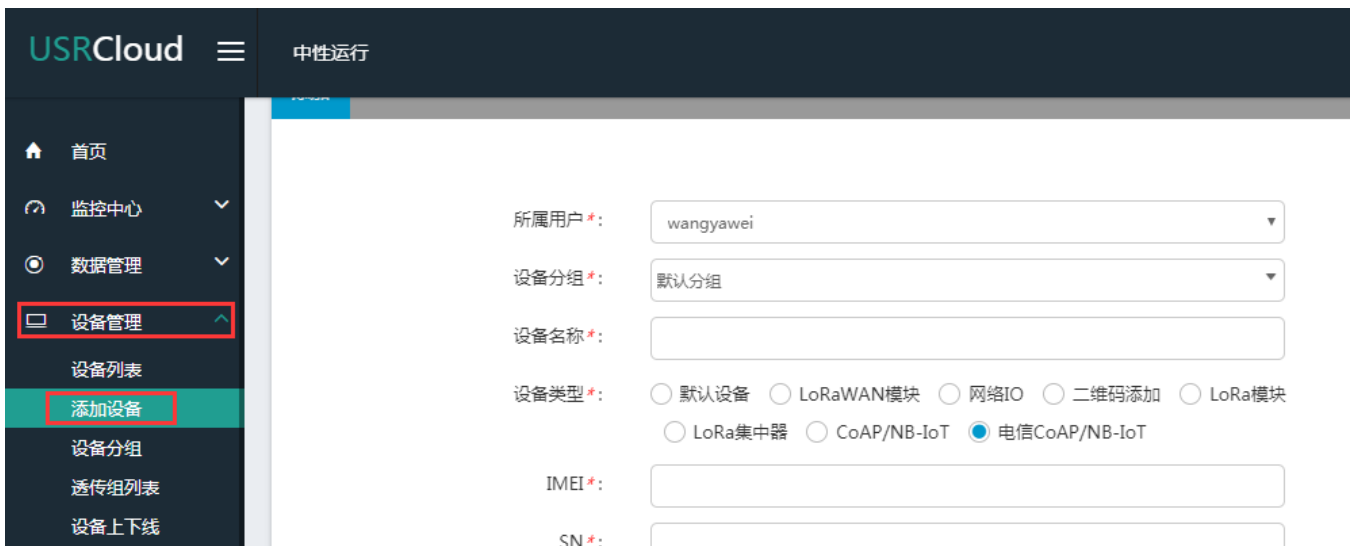 USRCloud 中性运行
首页
监控中心
数据管理
设备管理
设备列表
添加设备
设备分组
透传组列表
设备上下线
所属用户*: wangyawei
设备分组*: 默认分组
设备名称*:
设备类型*: 默认设备 LoRaWAN模块 网络IO 二维码添加 LoRa模块
LoRa集中器 CoAP/NB-IoT 电信CoAP/NB-IoT
IMEI*:
SN*: